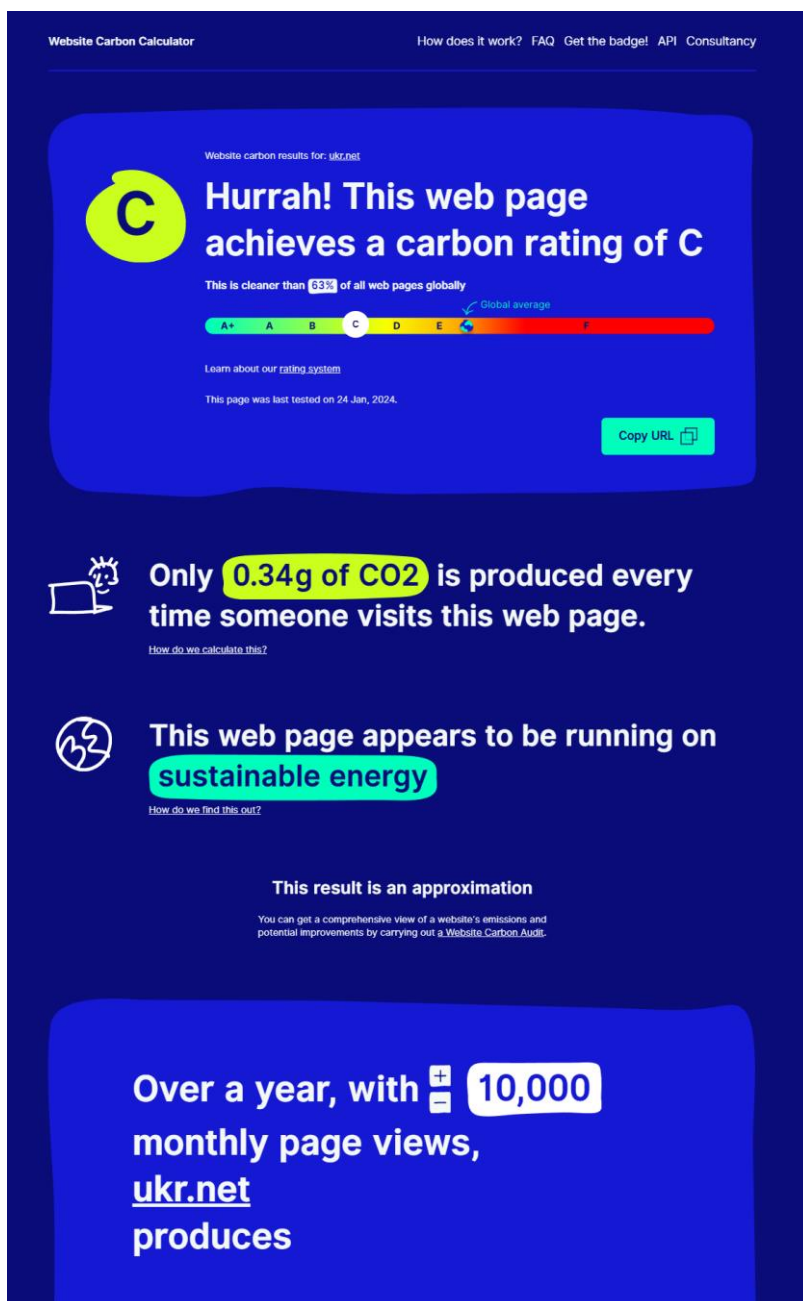 Website Carbon Calculator
How does it work? FAQ Get the badge! API Consultancy
Website carbon results for: ukr.net
C
Hurrah! This web page
achieves a carbon rating of C
This is cleaner than 63% of all web pages globally
Global average
A+ A B C D E F
Learn about our rating system
This page was last tested on 24 Jan, 2024.
Copy URL
Only 0.34g of CO2 is produced every
time someone visits this web page.
How do we calculate this?
This web page appears to be running on
sustainable energy
How do we find this out?
This result is an approximation
You can get a comprehensive view of a website's emissions and
potential improvements by carrying out a Website Carbon Audit.
Over a year, with + − 10,000
monthly page views,
ukr.net
produces